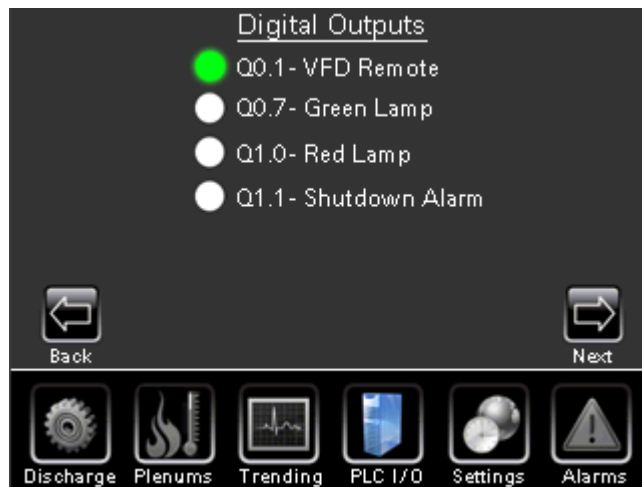 Digital Outputs
Q0.1- VFD Remote
Q0.7- Green Lamp
Q1.0- Red Lamp
Q1.1- Shutdown Alarm
Back
Next
Discharge
Plenums
Trending
PLC I/O
Settings
Alarms